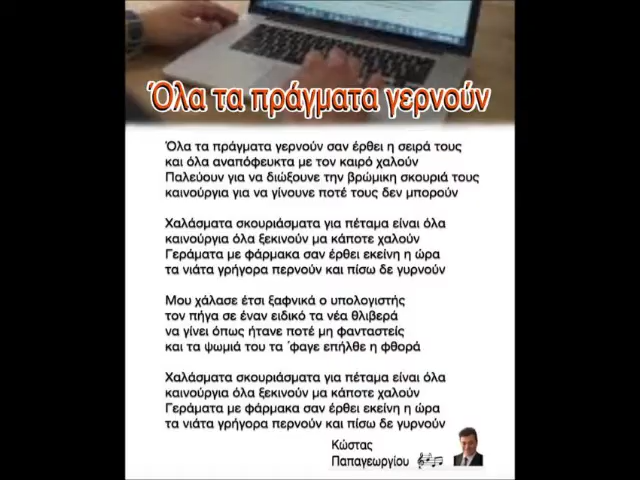 Όλα τα πράγματα γερνούν
Όλα τα πράγματα γερνούν σαν έρθει η σειρά τους
και όλα αναπόφευκτα με τον καιρό χαλούν
Παλεύουν για να διώξουνε την βρώμικη σκουριά τους
καινούργια για να γίνουνε ποτέ τους δεν μπορούν
Χαλάσματα σκουριάσματα για πέταμα είναι όλα
καινούργια όλα ξεκινούν μα κάποτε χαλούν
Γεράματα με φάρμακα σαν έρθει εκείνη η ώρα
τα νιάτα γρήγορα περνούν και πίσω δε γυρνούν
Μου χάλασε έτσι ξαφνικά ο υπολογιστής
τον πήγα σε έναν ειδικό τα νέα θλιβερά
να γίνει όπως ήτανε ποτέ μη φανταστείς
και τα ψωμιά του τα ΄φαγε επήλθε η φθορά
Χαλάσματα σκουριάσματα για πέταμα είναι όλα
καινούργια όλα ξεκινούν μα κάποτε χαλούν
Γεράματα με φάρμακα σαν έρθει εκείνη η ώρα
τα νιάτα γρήγορα περνούν και πίσω δε γυρνούν
Κώστας
Παπαγεωργίου